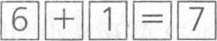 6 + 1 = 7